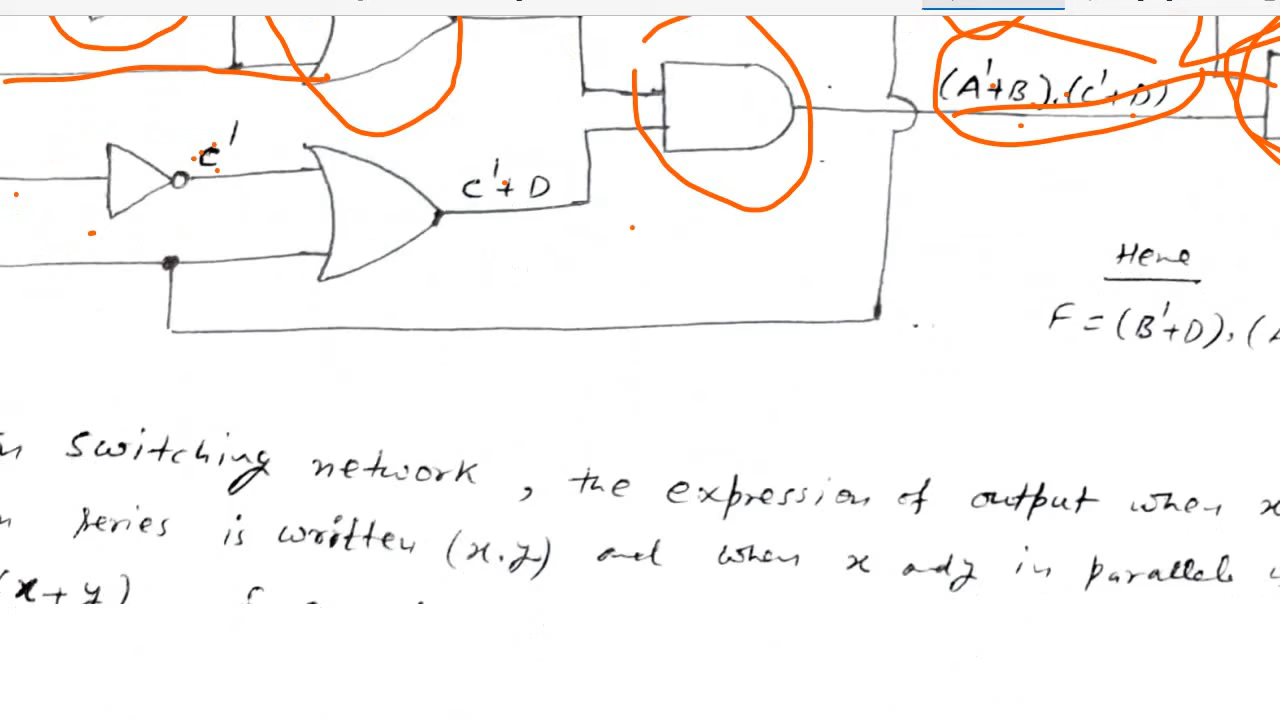 (A'+B).(C'+D)
C'
C'+D
Here
F = (B'+D). (A
switching network, the expression of output when x
series is written (x.y) and when x and y in parallel
(x+y)